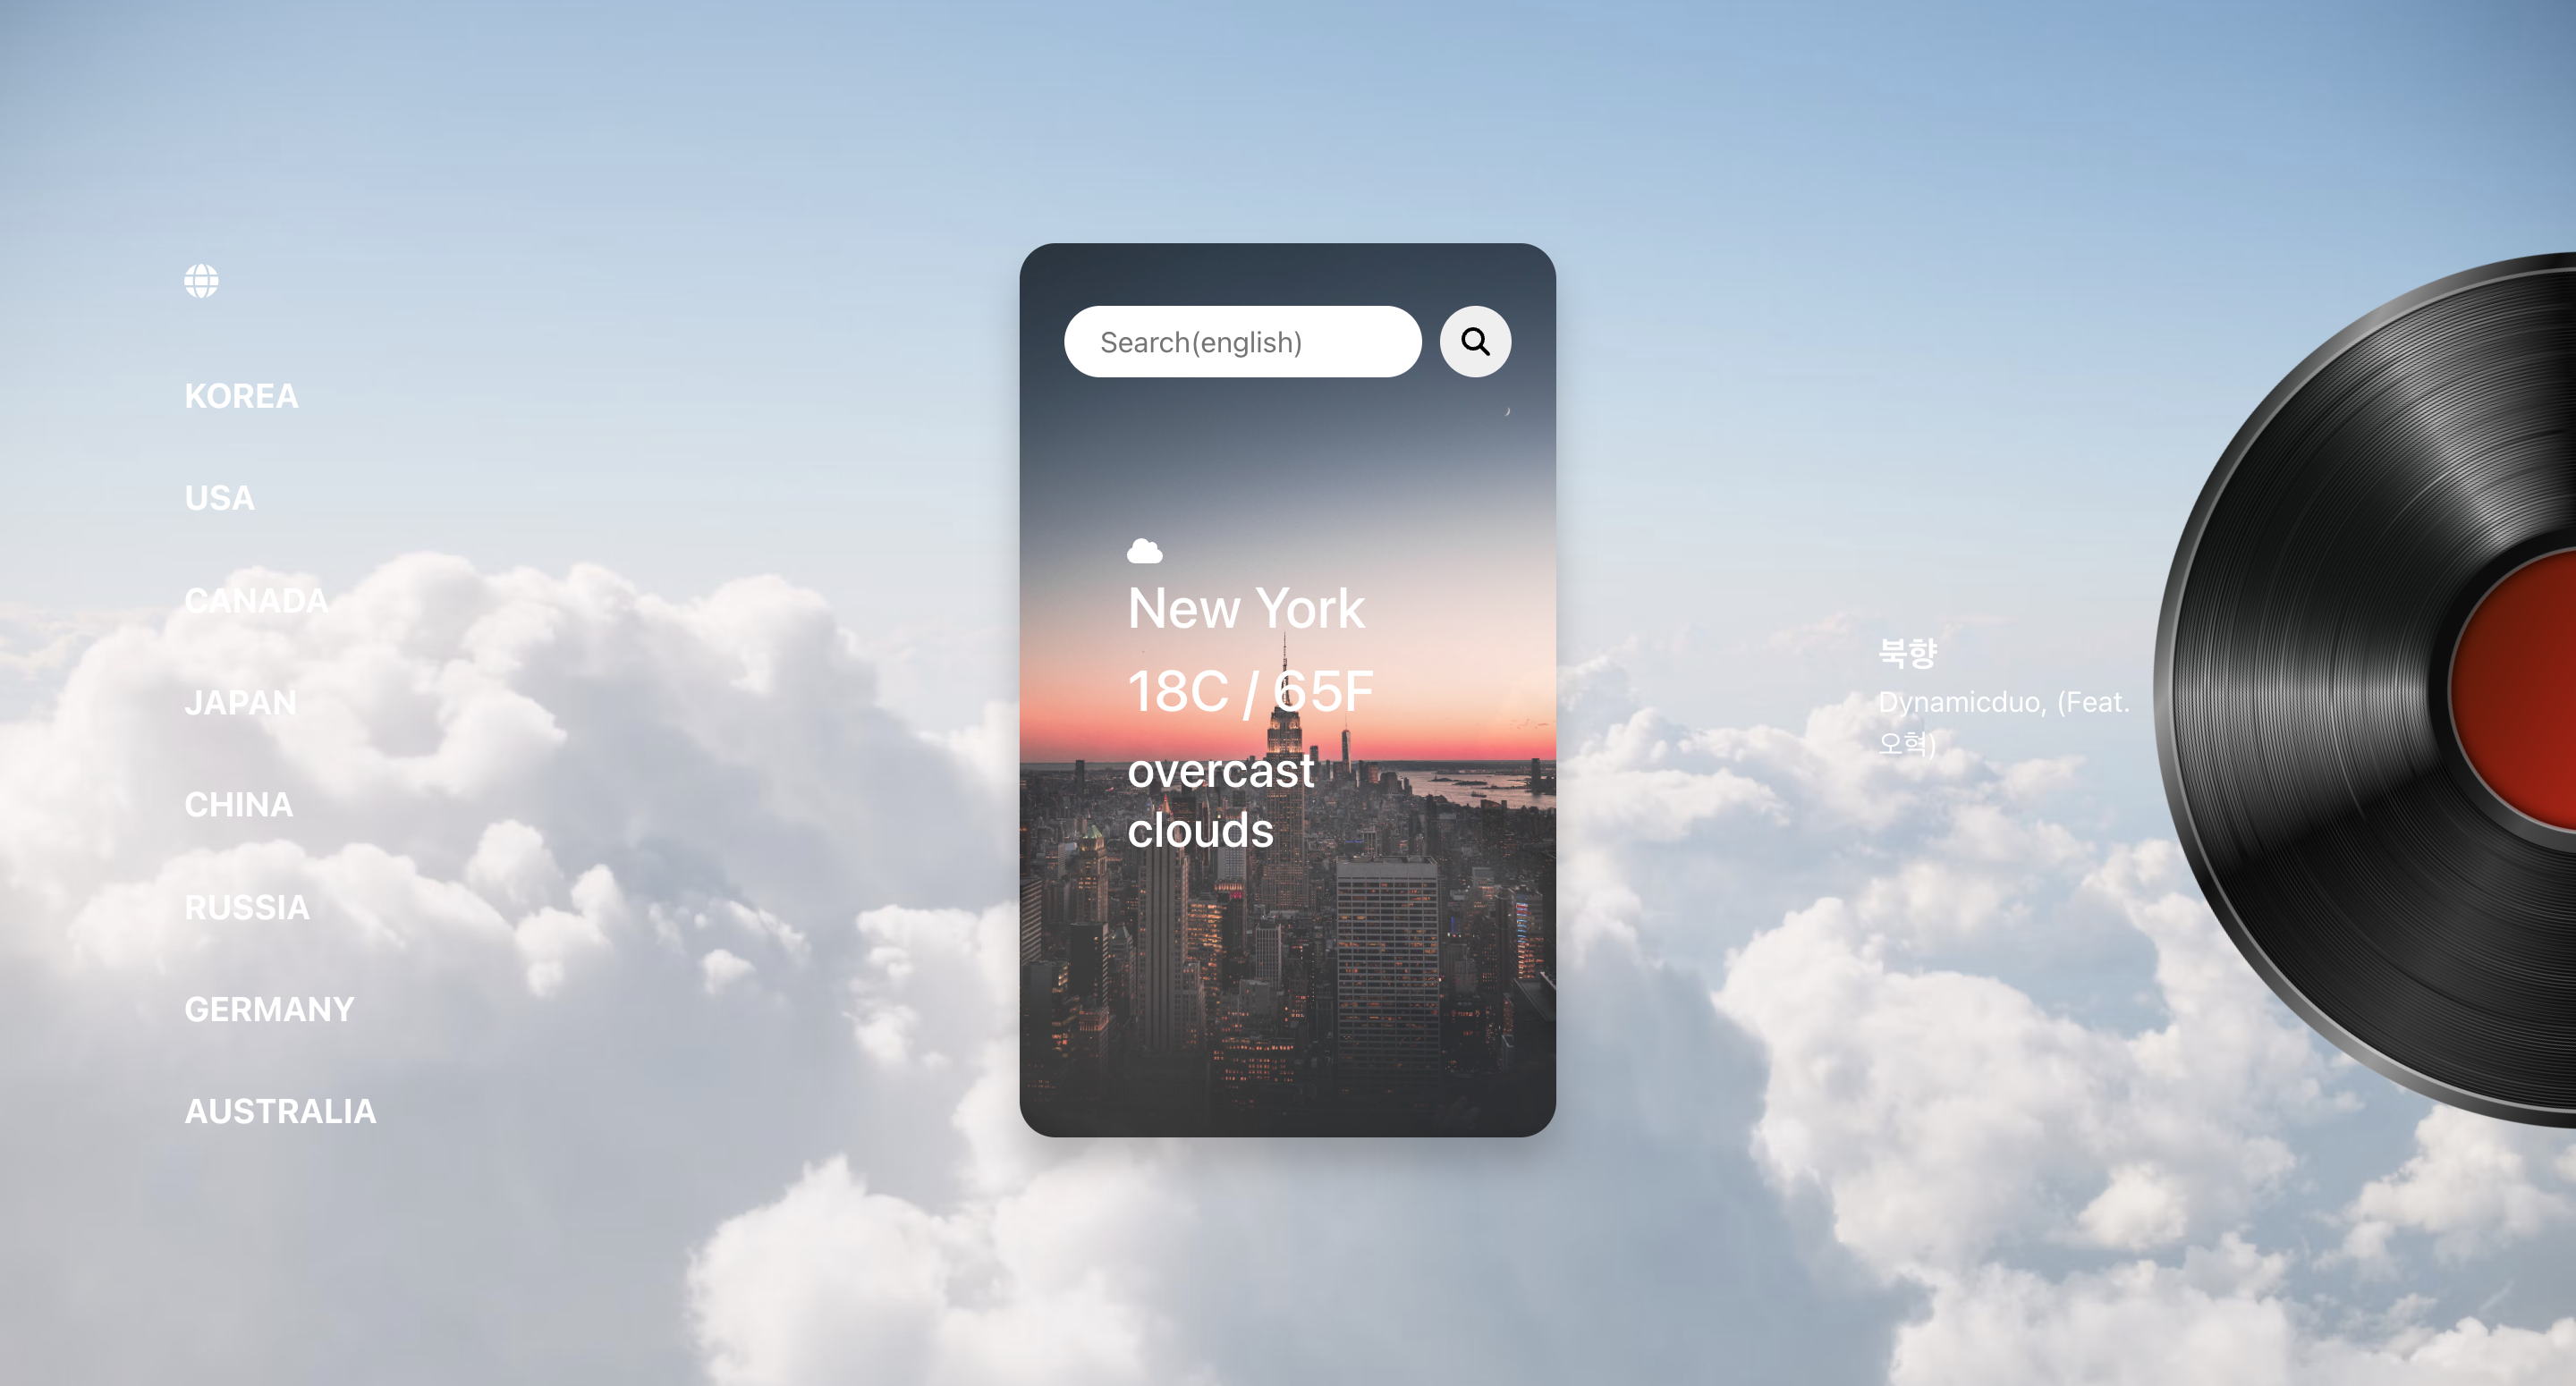 KOREA
USA
CANADA
JAPAN
CHINA
RUSSIA
GERMANY
AUSTRALIA
Search(english)
New York
18C / 65F
overcast
clouds
북향
Dynamicduo, (Feat.
오혁)